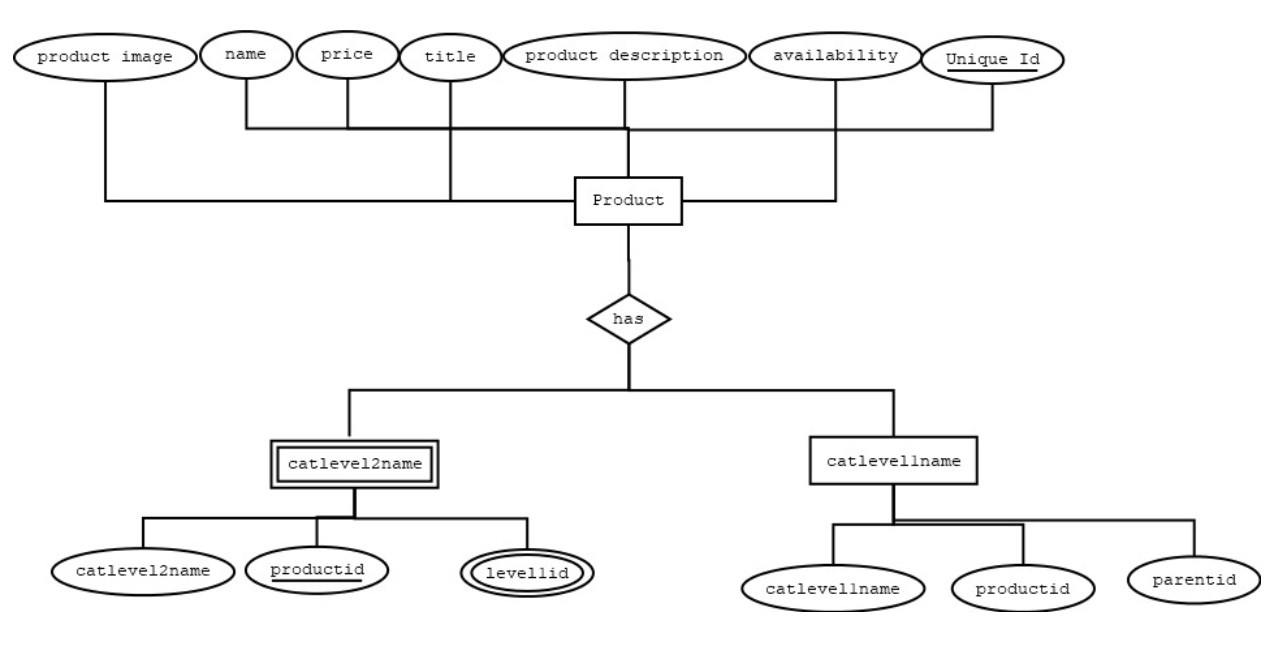 product image
name
price
title
product description
availability
Unique Id
Product
has
catlevel2name
catlevel1name
catlevel2name
productid
level1id
catlevel1name
productid
parentid